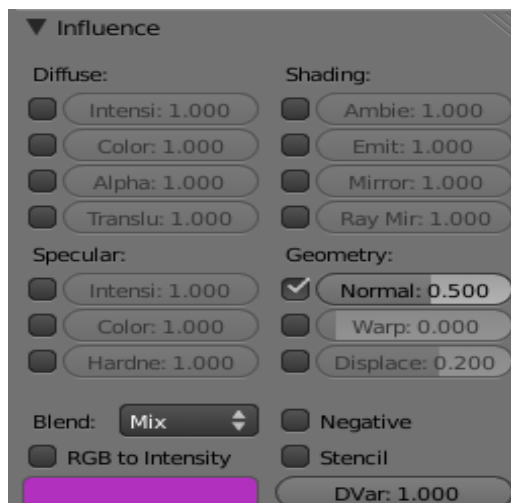 Influence
Diffuse: Shading:
Intensi: 1.000 Ambie: 1.000
Color: 1.000 Emit: 1.000
Alpha: 1.000 Mirror: 1.000
Translu: 1.000 Ray Mir: 1.000
Specular: Geometry:
Intensi: 1.000 Normal: 0.500
Color: 1.000 Warp: 0.000
Hardne: 1.000 Displace: 0.200
Blend: Mix Negative
RGB to Intensity Stencil
DVar: 1.000